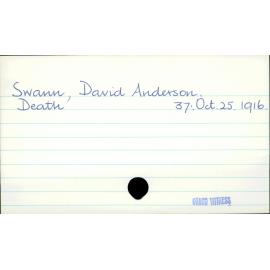 Swann, David Anderson.
Death 37: Oct. 25. 1916.